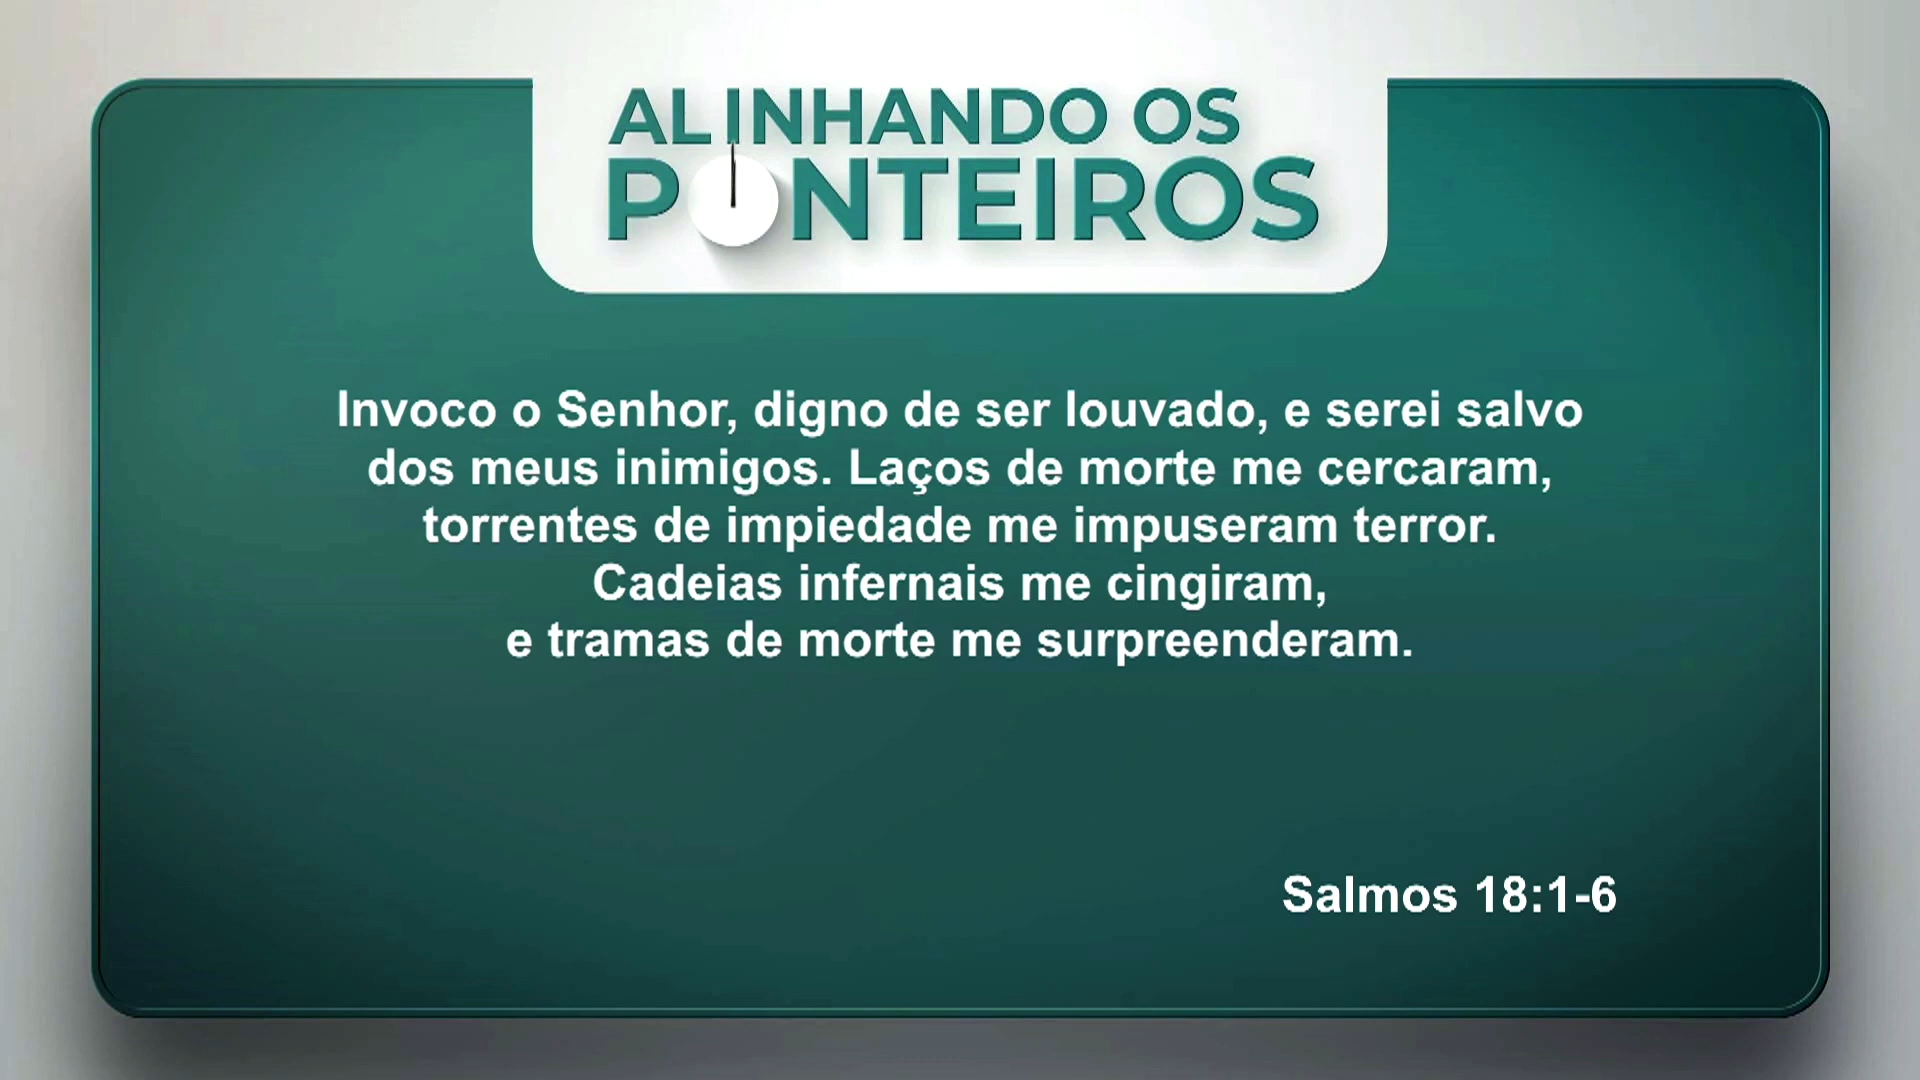 ALINHANDO OS
PONTEIROS
Invoco o Senhor, digno de ser louvado, e serei salvo
dos meus inimigos. Laços de morte me cercaram,
torrentes de impiedade me impuseram terror.
Cadeias infernais me cingiram,
e tramas de morte me surpreenderam.
Salmos 18:1-6